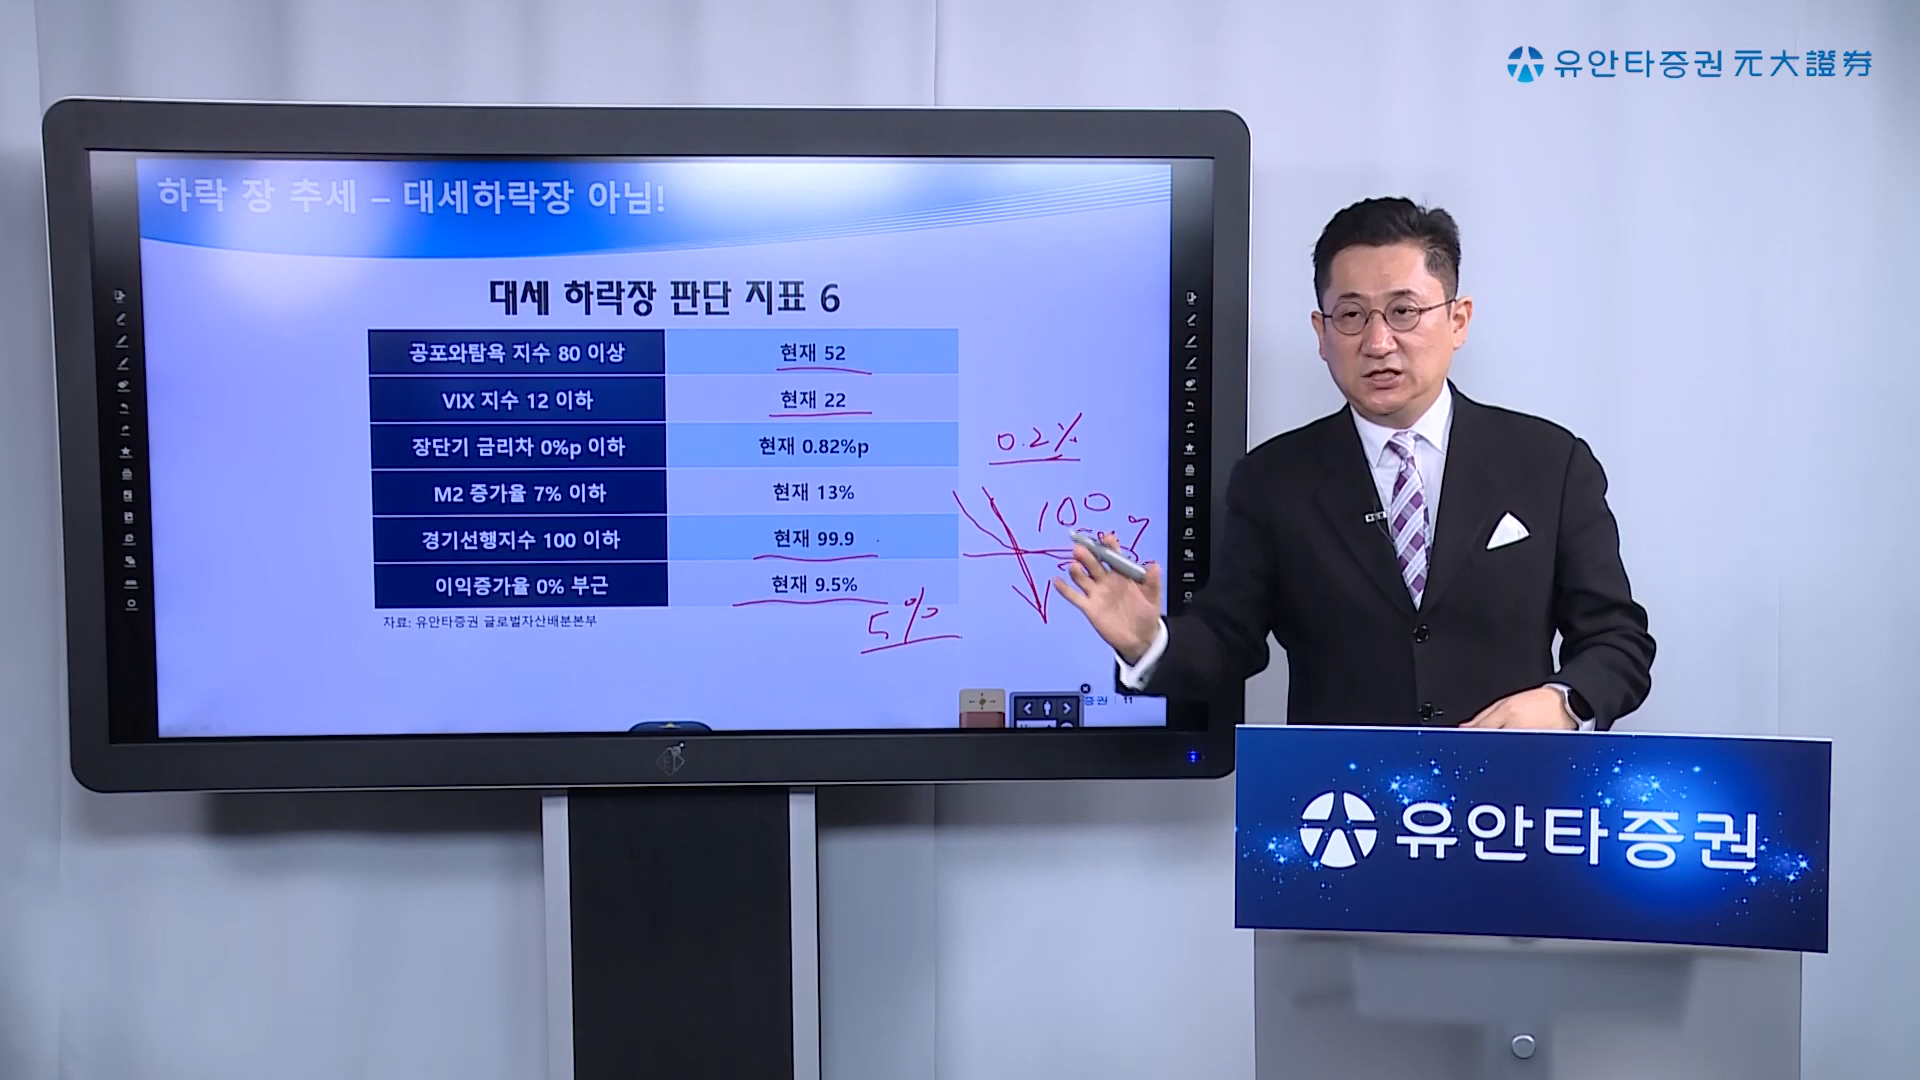 유안타증권 元大證券
하락 장 추세 – 대세하락장 아님!
대세 하락장 판단 지표 6
공포와탐욕 지수 80 이상 현재 52
VIX 지수 12 이하 현재 22
장단기 금리차 0%p 이하 현재 0.82%p
0.2%
M2 증가율 7% 이하 현재 13%
100
경기선행지수 100 이하 현재 99.9
이익증가율 0% 부근 현재 9.5%
5%
자료: 유안타증권 글로벌자산배분본부
증권 11
유안타증권